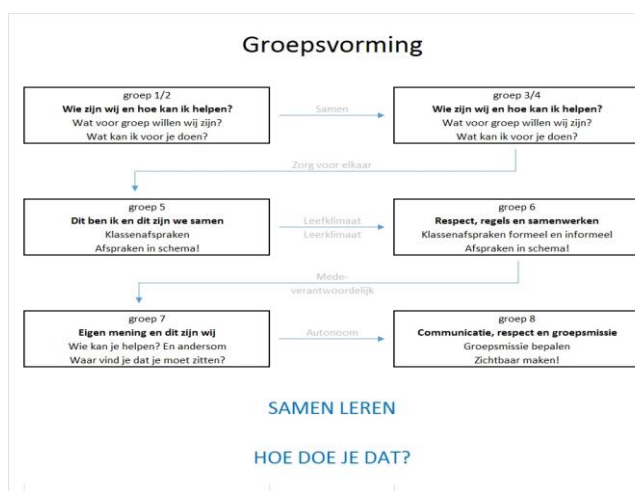 Groepsvorming
groep 1/2
Wie zijn wij en hoe kan ik helpen?
Wat voor groep willen wij zijn?
Wat kan ik voor je doen?
Samen
groep 3/4
Wie zijn wij en hoe kan ik helpen?
Wat voor groep willen wij zijn?
Wat kan ik voor je doen?
Zorg voor elkaar
groep 5
Dit ben ik en dit zijn we samen
Klassenafspraken
Afspraken in schema!
Leefklimaat
Leerklimaat
groep 6
Respect, regels en samenwerken
Klassenafspraken formeel en informeel
Afspraken in schema!
Mede-
verantwoordelijk
groep 7
Eigen mening en dit zijn wij
Wie kan je helpen? En andersom
Waar vind je dat je moet zitten?
Autonoom
groep 8
Communicatie, respect en groepsmissie
Groepsmissie bepalen
Zichtbaar maken!
SAMEN LEREN
HOE DOE JE DAT?